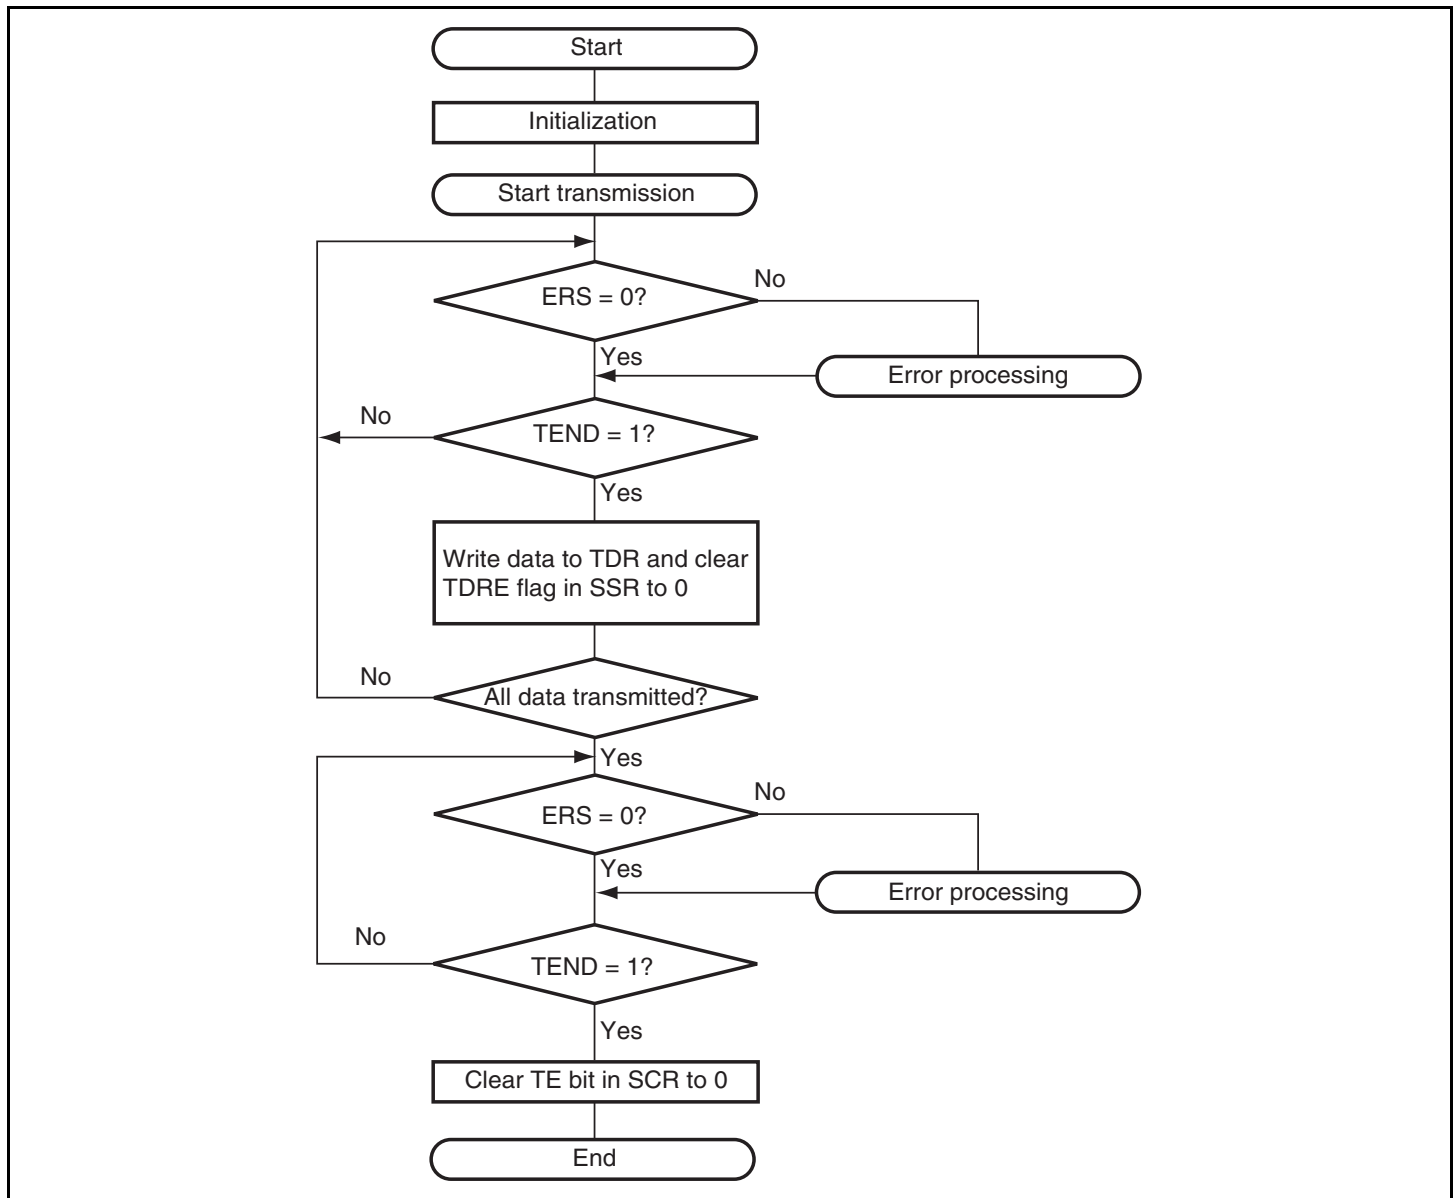 Start
Initialization
Start transmission
ERS = 0?
No
Yes
Error processing
No
TEND = 1?
Yes
Write data to TDR and clear
TDRE flag in SSR to 0
No
All data transmitted?
Yes
ERS = 0?
No
Yes
Error processing
No
TEND = 1?
Yes
Clear TE bit in SCR to 0
End